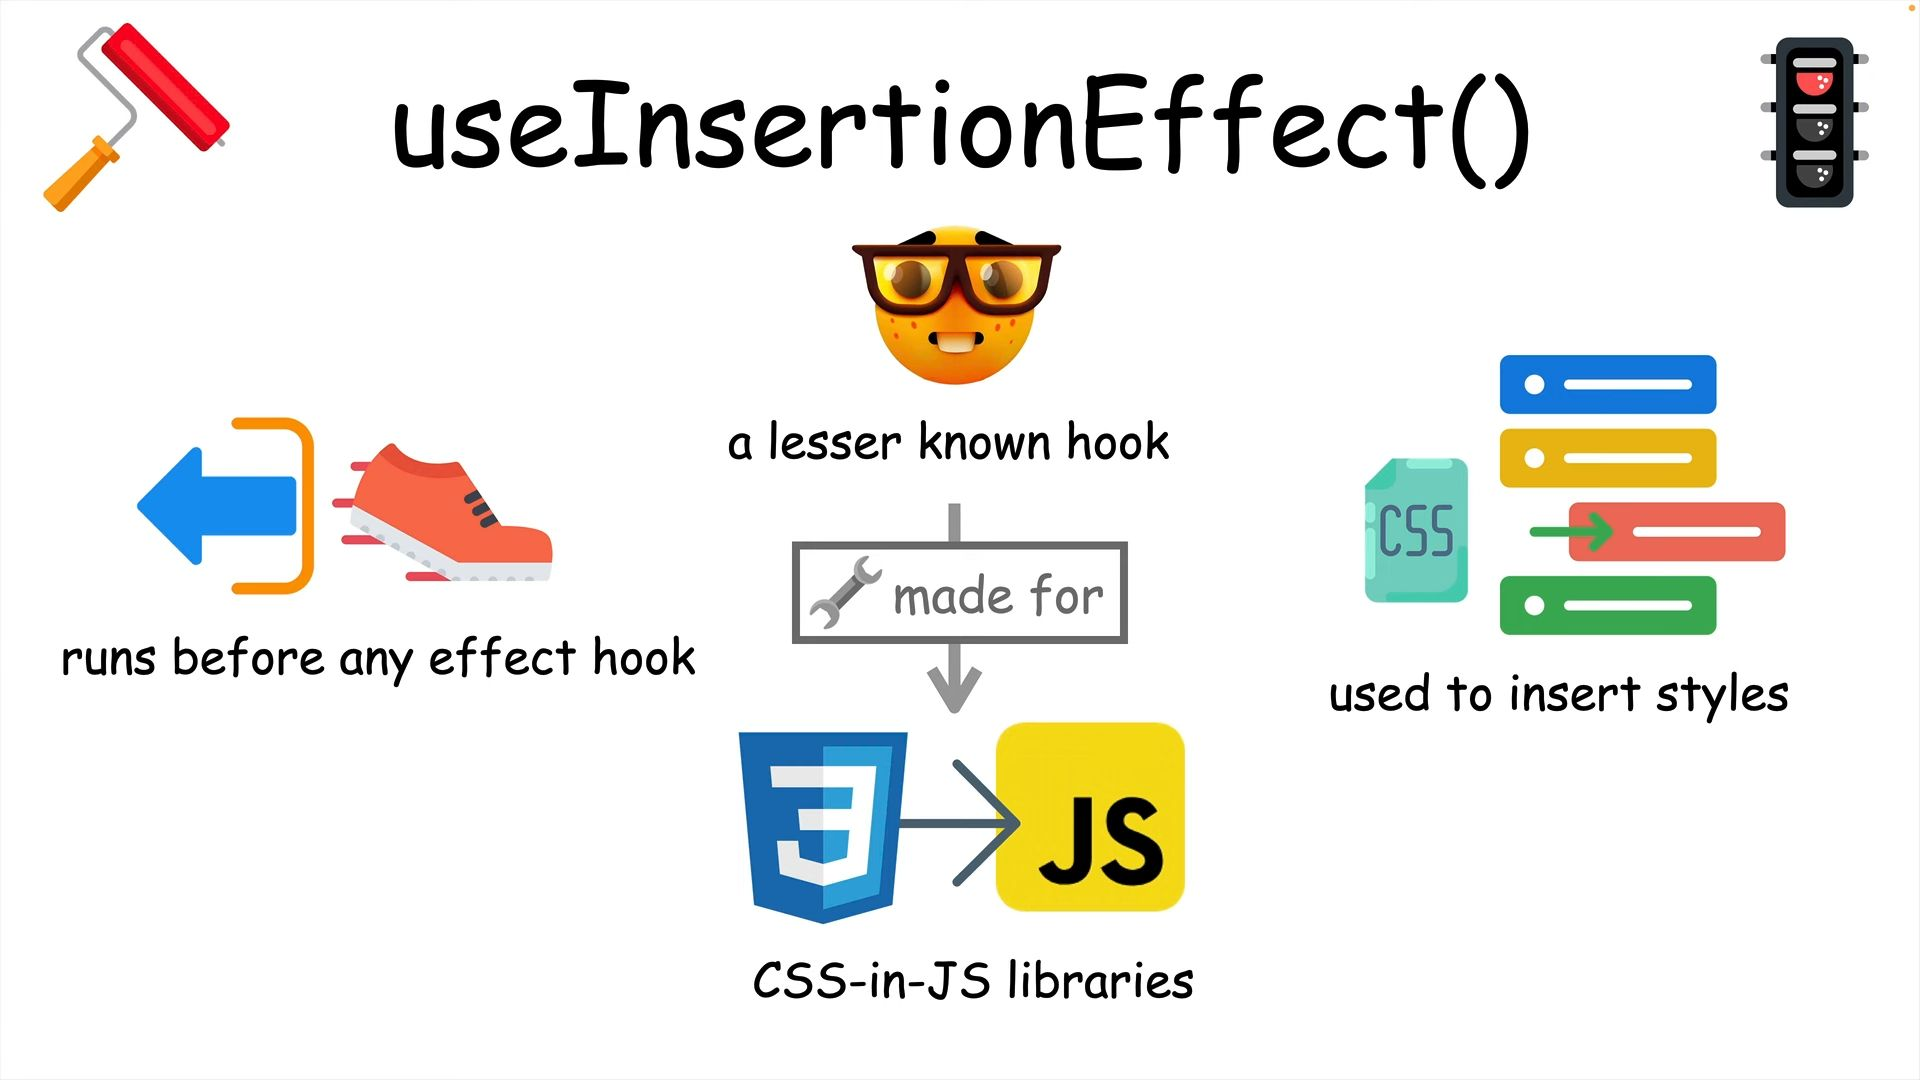 useInsertionEffect()
a lesser known hook
runs before any effect hook
made for
CSS
used to insert styles
JS
CSS-in-JS libraries